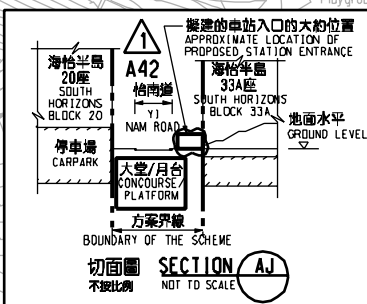 Playgrou
擬建的車站入口的大約位置
APPROXIMATE LOCATION OF
PROPOSED STATION ENTRANCE
1
A42
海怡半島
20座
SOUTH
HORIZONS
BLOCK 20
怡南道
YI
NAM ROAD
海怡半島
33A座
SOUTH HORIZONS
BLOCK 33A
地面水平
GROUND LEVEL
停車場
CARPARK
大堂/月台
CONCOURSE/
PLATFORM
方案界線
BOUNDARY OF THE SCHEME
切面圖
不按比例
SECTION AJ
NOT TO SCALE